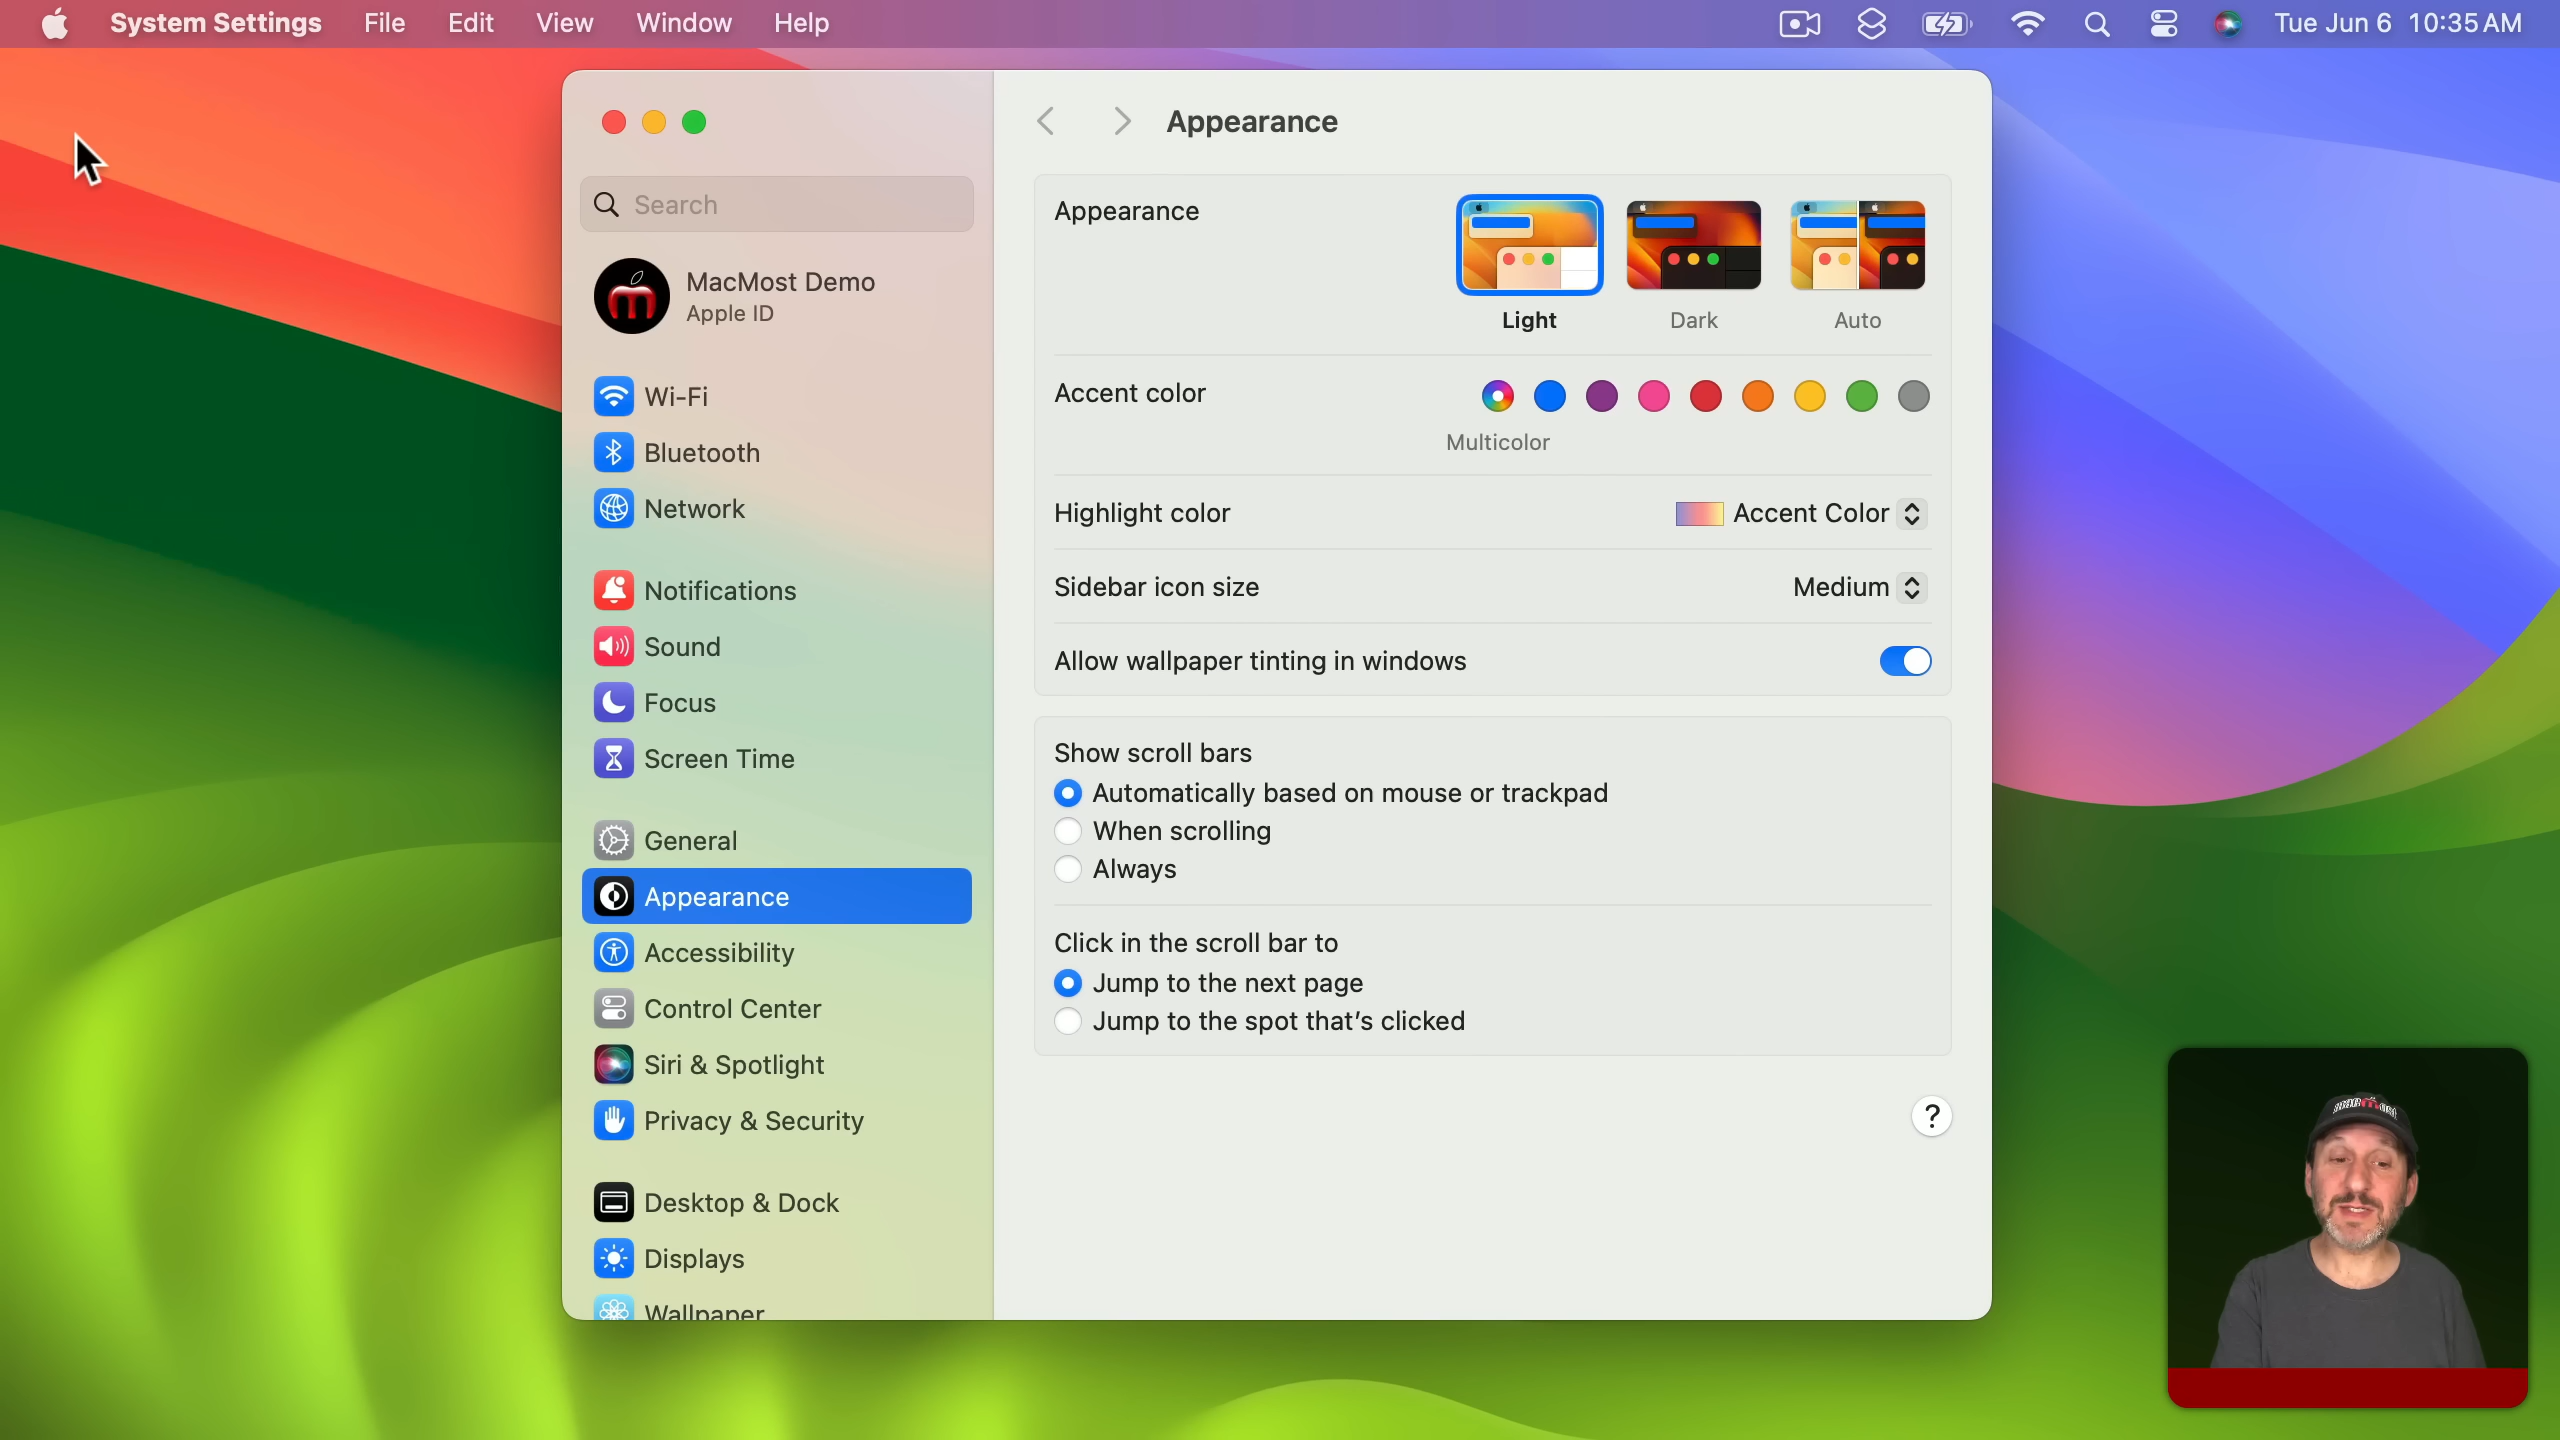 System Settings File Edit View Window Help Tue Jun 6 10:35 AM
Appearance
Search
MacMost Demo
Apple ID
Wi-Fi
Bluetooth
Network
Notifications
Sound
Focus
Screen Time
General
Appearance
Accessibility
Control Center
Siri & Spotlight
Privacy & Security
Desktop & Dock
Displays
Wallpaper
Appearance
Light Dark Auto
Accent color
Multicolor
Highlight color Accent Color
Sidebar icon size Medium
Allow wallpaper tinting in windows
Show scroll bars
Automatically based on mouse or trackpad
When scrolling
Always
Click in the scroll bar to
Jump to the next page
Jump to the spot that’s clicked
?
macmost